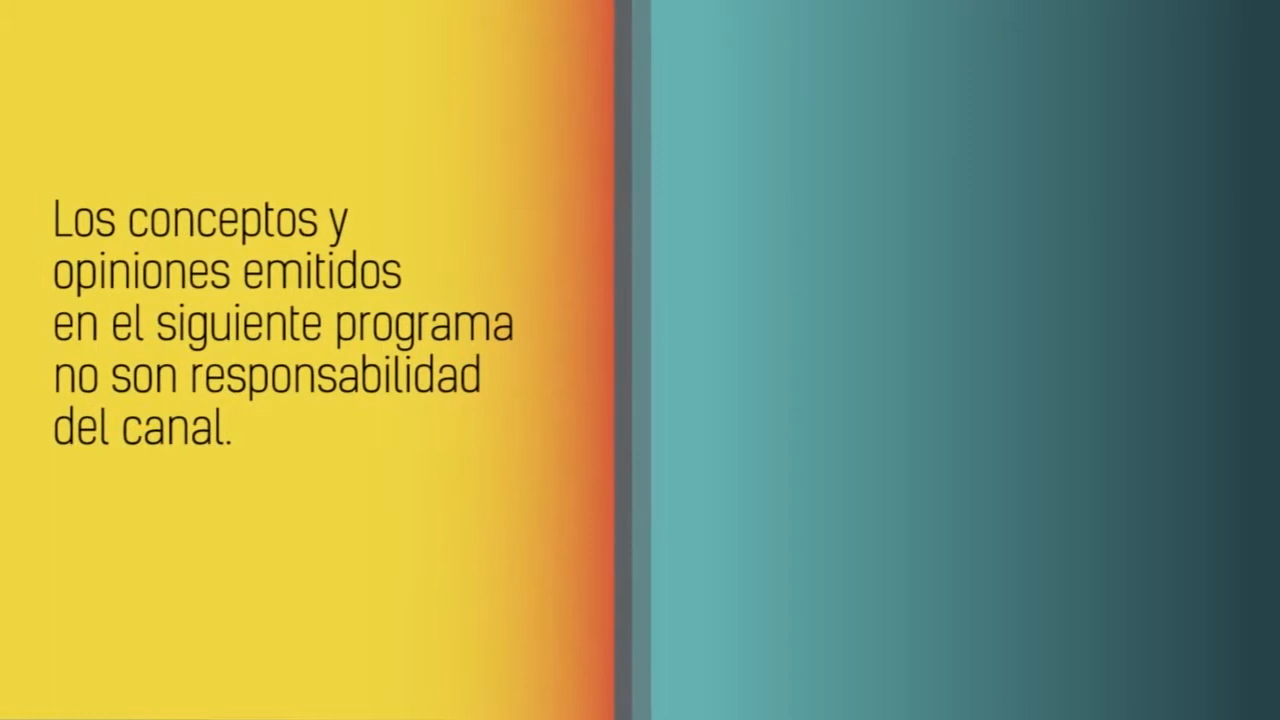 Los conceptos y
opiniones emitidos
en el siguiente programa
no son responsabilidad
del canal.